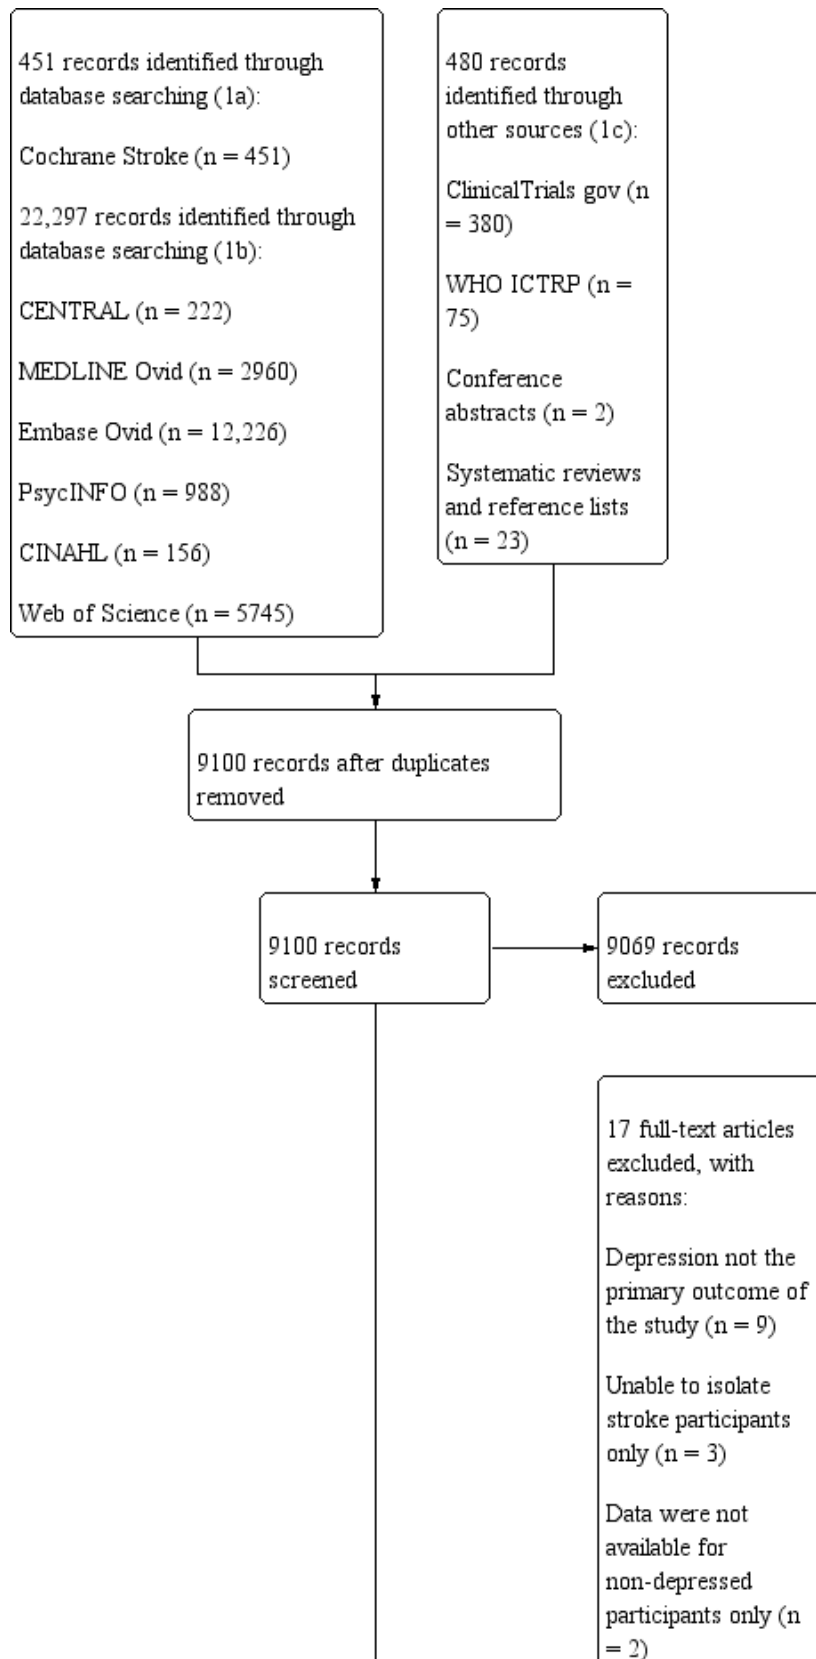 451 records identified through
database searching (1a):
Cochrane Stroke (n = 451)
22,297 records identified through
database searching (1b):
CENTRAL (n = 222)
MEDLINE Ovid (n = 2960)
Embase Ovid (n = 12,226)
PsycINFO (n = 988)
CINAHL (n = 156)
Web of Science (n = 5745)
480 records
identified through
other sources (1c):
ClinicalTrials gov (n
= 380)
WHO ICTRP (n =
75)
Conference
abstracts (n = 2)
Systematic reviews
and reference lists
(n = 23)
9100 records after duplicates
removed
9100 records
screened
9069 records
excluded
17 full-text articles
excluded, with
reasons:
Depression not the
primary outcome of
the study (n = 9)
Unable to isolate
stroke participants
only (n = 3)
Data were not
available for
non-depressed
participants only (n
= 2)